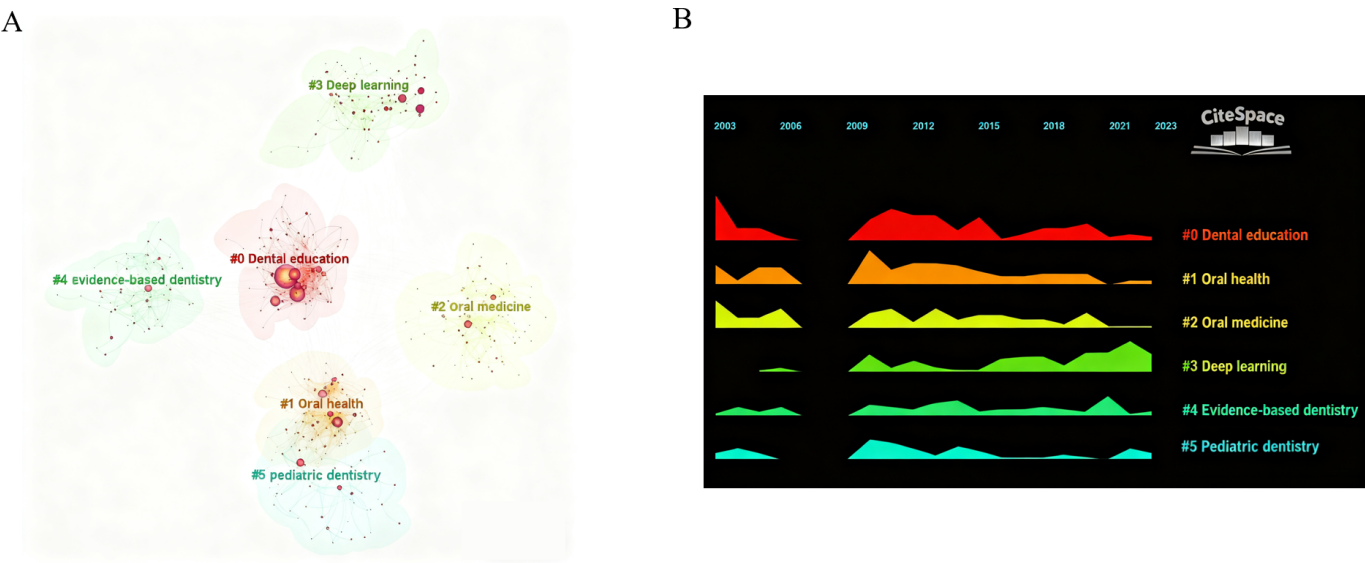 A
#3 Deep learning
#0 Dental education
#4 Evidence-based dentistry
#2 Oral medicine
#1 Oral health
#5 pediatric dentistry
B
2003 2006 2009 2012 2015 2018 2021 2023
CiteSpace
#0 Dental education
#1 Oral health
#2 Oral medicine
#3 Deep learning
#4 Evidence-based dentistry
#5 Pediatric dentistry